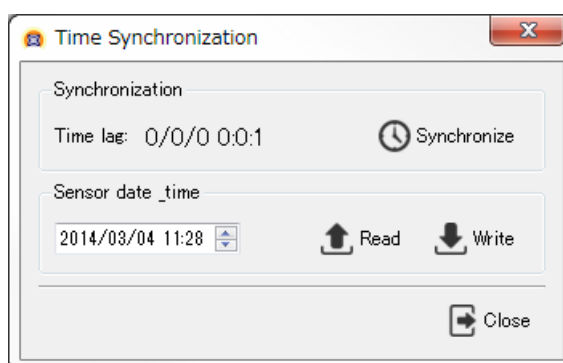 Time Synchronization
Synchronization
Time lag: 0/0/0 0:0:1
Synchronize
Sensor date _time
2014/03/04 11:28
Read
Write
Close